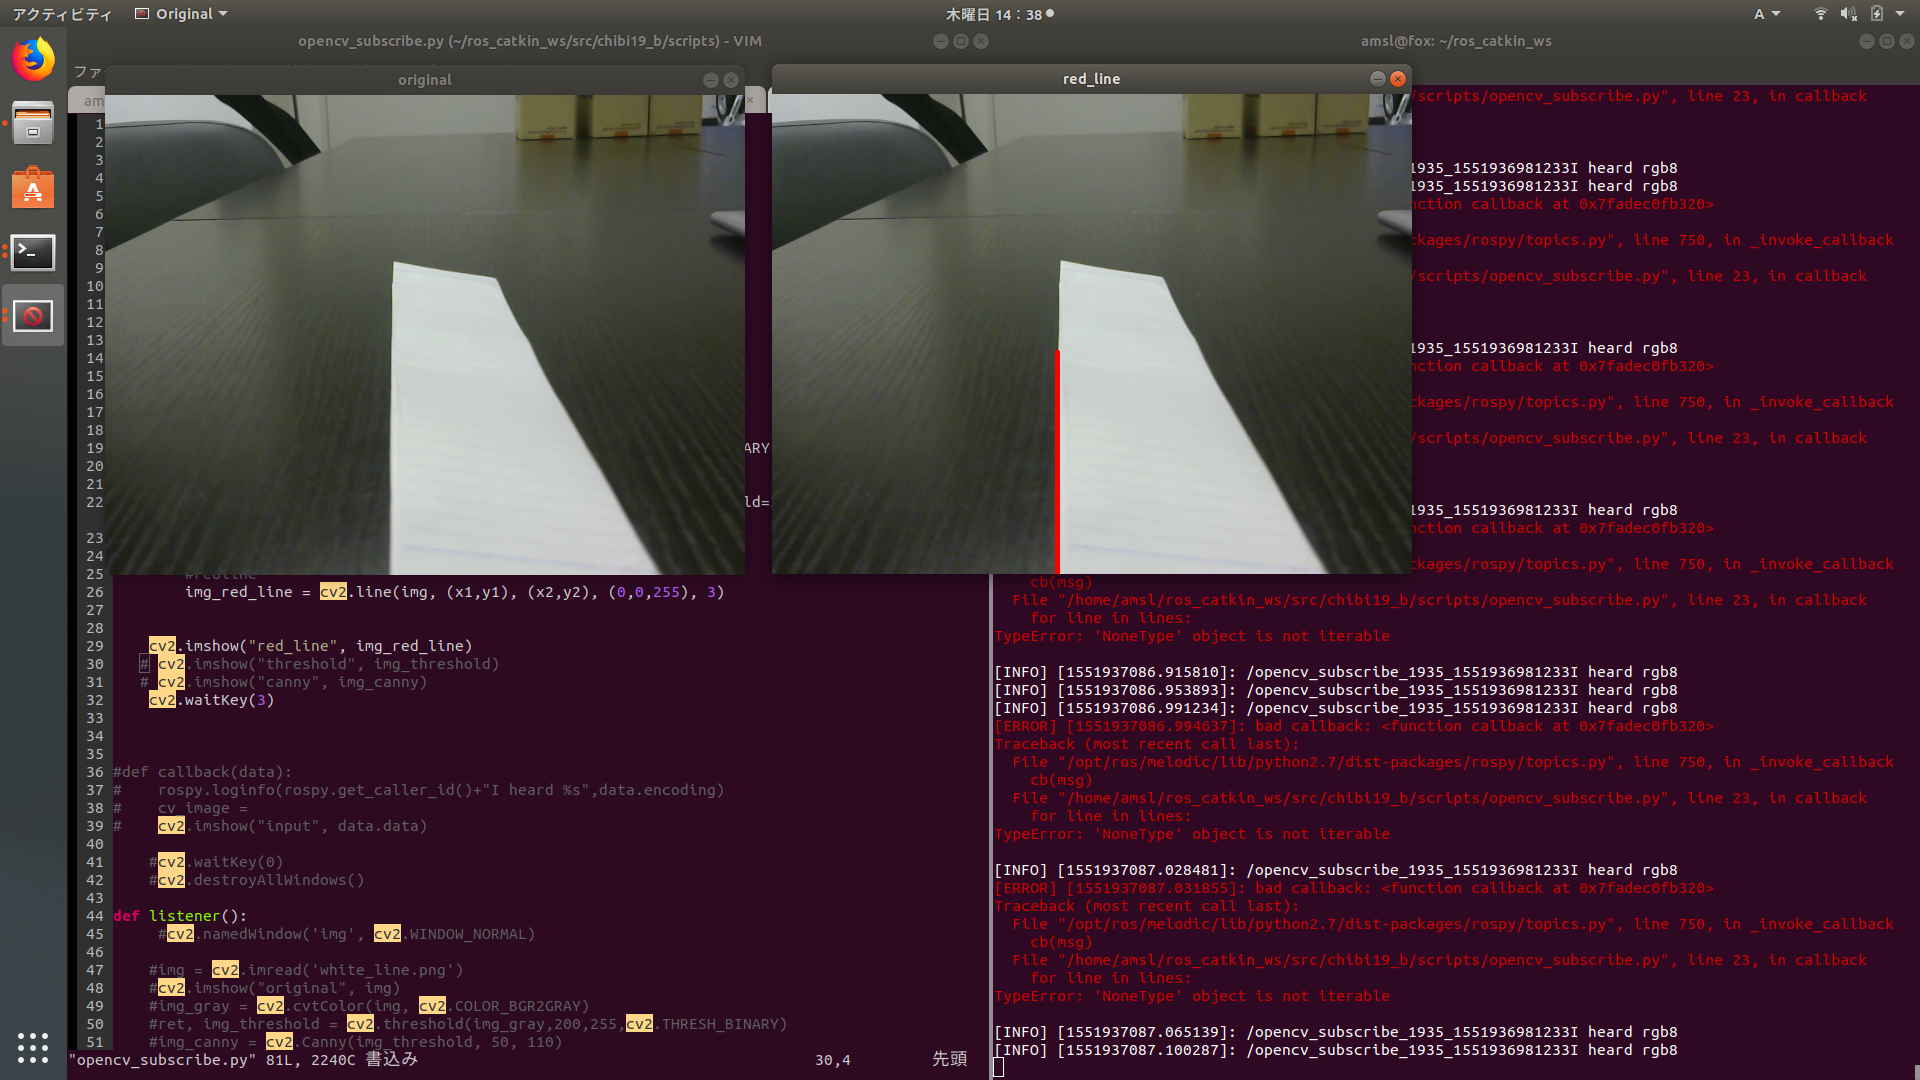 アクティビティ Original 木曜日 14：38 A
opencv_subscribe.py (~/ros_catkin_ws/src/chibi19_b/scripts) - VIM
amsl@fox: ~/ros_catkin_ws
ファ
original
red_line
am
1
2
3
4
5
6
7
8
9
10
11
12
13
14
15
16
17
18
19 ARY
20
21
22 ld=
23
24
25 #redline
26 img_red_line = cv2.line(img, (x1,y1), (x2,y2), (0,0,255), 3)
27
28
29 cv2.imshow("red_line", img_red_line)
30 # cv2.imshow("threshold", img_threshold)
31 # cv2.imshow("canny", img_canny)
32 cv2.waitKey(3)
33
34
35
36 #def callback(data):
37 #    rospy.loginfo(rospy.get_caller_id()+"I heard %s",data.encoding)
38 #    cv_image =
39 #    cv2.imshow("input", data.data)
40
41 #cv2.waitKey(0)
42 #cv2.destroyAllWindows()
43
44 def listener():
45 #cv2.namedWindow('img', cv2.WINDOW_NORMAL)
46
47 #img = cv2.imread('white_line.png')
48 #cv2.imshow("original", img)
49 #img_gray = cv2.cvtColor(img, cv2.COLOR_BGR2GRAY)
50 #ret, img_threshold = cv2.threshold(img_gray,200,255,cv2.THRESH_BINARY)
51 #img_canny = cv2.Canny(img_threshold, 50, 110)
"opencv_subscribe.py" 81L, 2240C 書込み 30,4 先頭
/scripts/opencv_subscribe.py", line 23, in callback
1935_1551936981233I heard rgb8
1935_1551936981233I heard rgb8
nction callback at 0x7fadec0fb320>
ckages/rospy/topics.py", line 750, in _invoke_callback
/scripts/opencv_subscribe.py", line 23, in callback
1935_1551936981233I heard rgb8
nction callback at 0x7fadec0fb320>
ckages/rospy/topics.py", line 750, in _invoke_callback
/scripts/opencv_subscribe.py", line 23, in callback
1935_1551936981233I heard rgb8
nction callback at 0x7fadec0fb320>
ckages/rospy/topics.py", line 750, in _invoke_callback
cb(msg)
File "/home/amsl/ros_catkin_ws/src/chibi19_b/scripts/opencv_subscribe.py", line 23, in callback
for line in lines:
TypeError: 'NoneType' object is not iterable
[INFO] [1551937086.915810]: /opencv_subscribe_1935_1551936981233I heard rgb8
[INFO] [1551937086.953893]: /opencv_subscribe_1935_1551936981233I heard rgb8
[INFO] [1551937086.991234]: /opencv_subscribe_1935_1551936981233I heard rgb8
[ERROR] [1551937086.994637]: bad callback: <function callback at 0x7fadec0fb320>
Traceback (most recent call last):
File "/opt/ros/melodic/lib/python2.7/dist-packages/rospy/topics.py", line 750, in _invoke_callback
cb(msg)
File "/home/amsl/ros_catkin_ws/src/chibi19_b/scripts/opencv_subscribe.py", line 23, in callback
for line in lines:
TypeError: 'NoneType' object is not iterable
[INFO] [1551937087.028481]: /opencv_subscribe_1935_1551936981233I heard rgb8
[ERROR] [1551937087.031855]: bad callback: <function callback at 0x7fadec0fb320>
Traceback (most recent call last):
File "/opt/ros/melodic/lib/python2.7/dist-packages/rospy/topics.py", line 750, in _invoke_callback
cb(msg)
File "/home/amsl/ros_catkin_ws/src/chibi19_b/scripts/opencv_subscribe.py", line 23, in callback
for line in lines:
TypeError: 'NoneType' object is not iterable
[INFO] [1551937087.065139]: /opencv_subscribe_1935_1551936981233I heard rgb8
[INFO] [1551937087.100287]: /opencv_subscribe_1935_1551936981233I heard rgb8